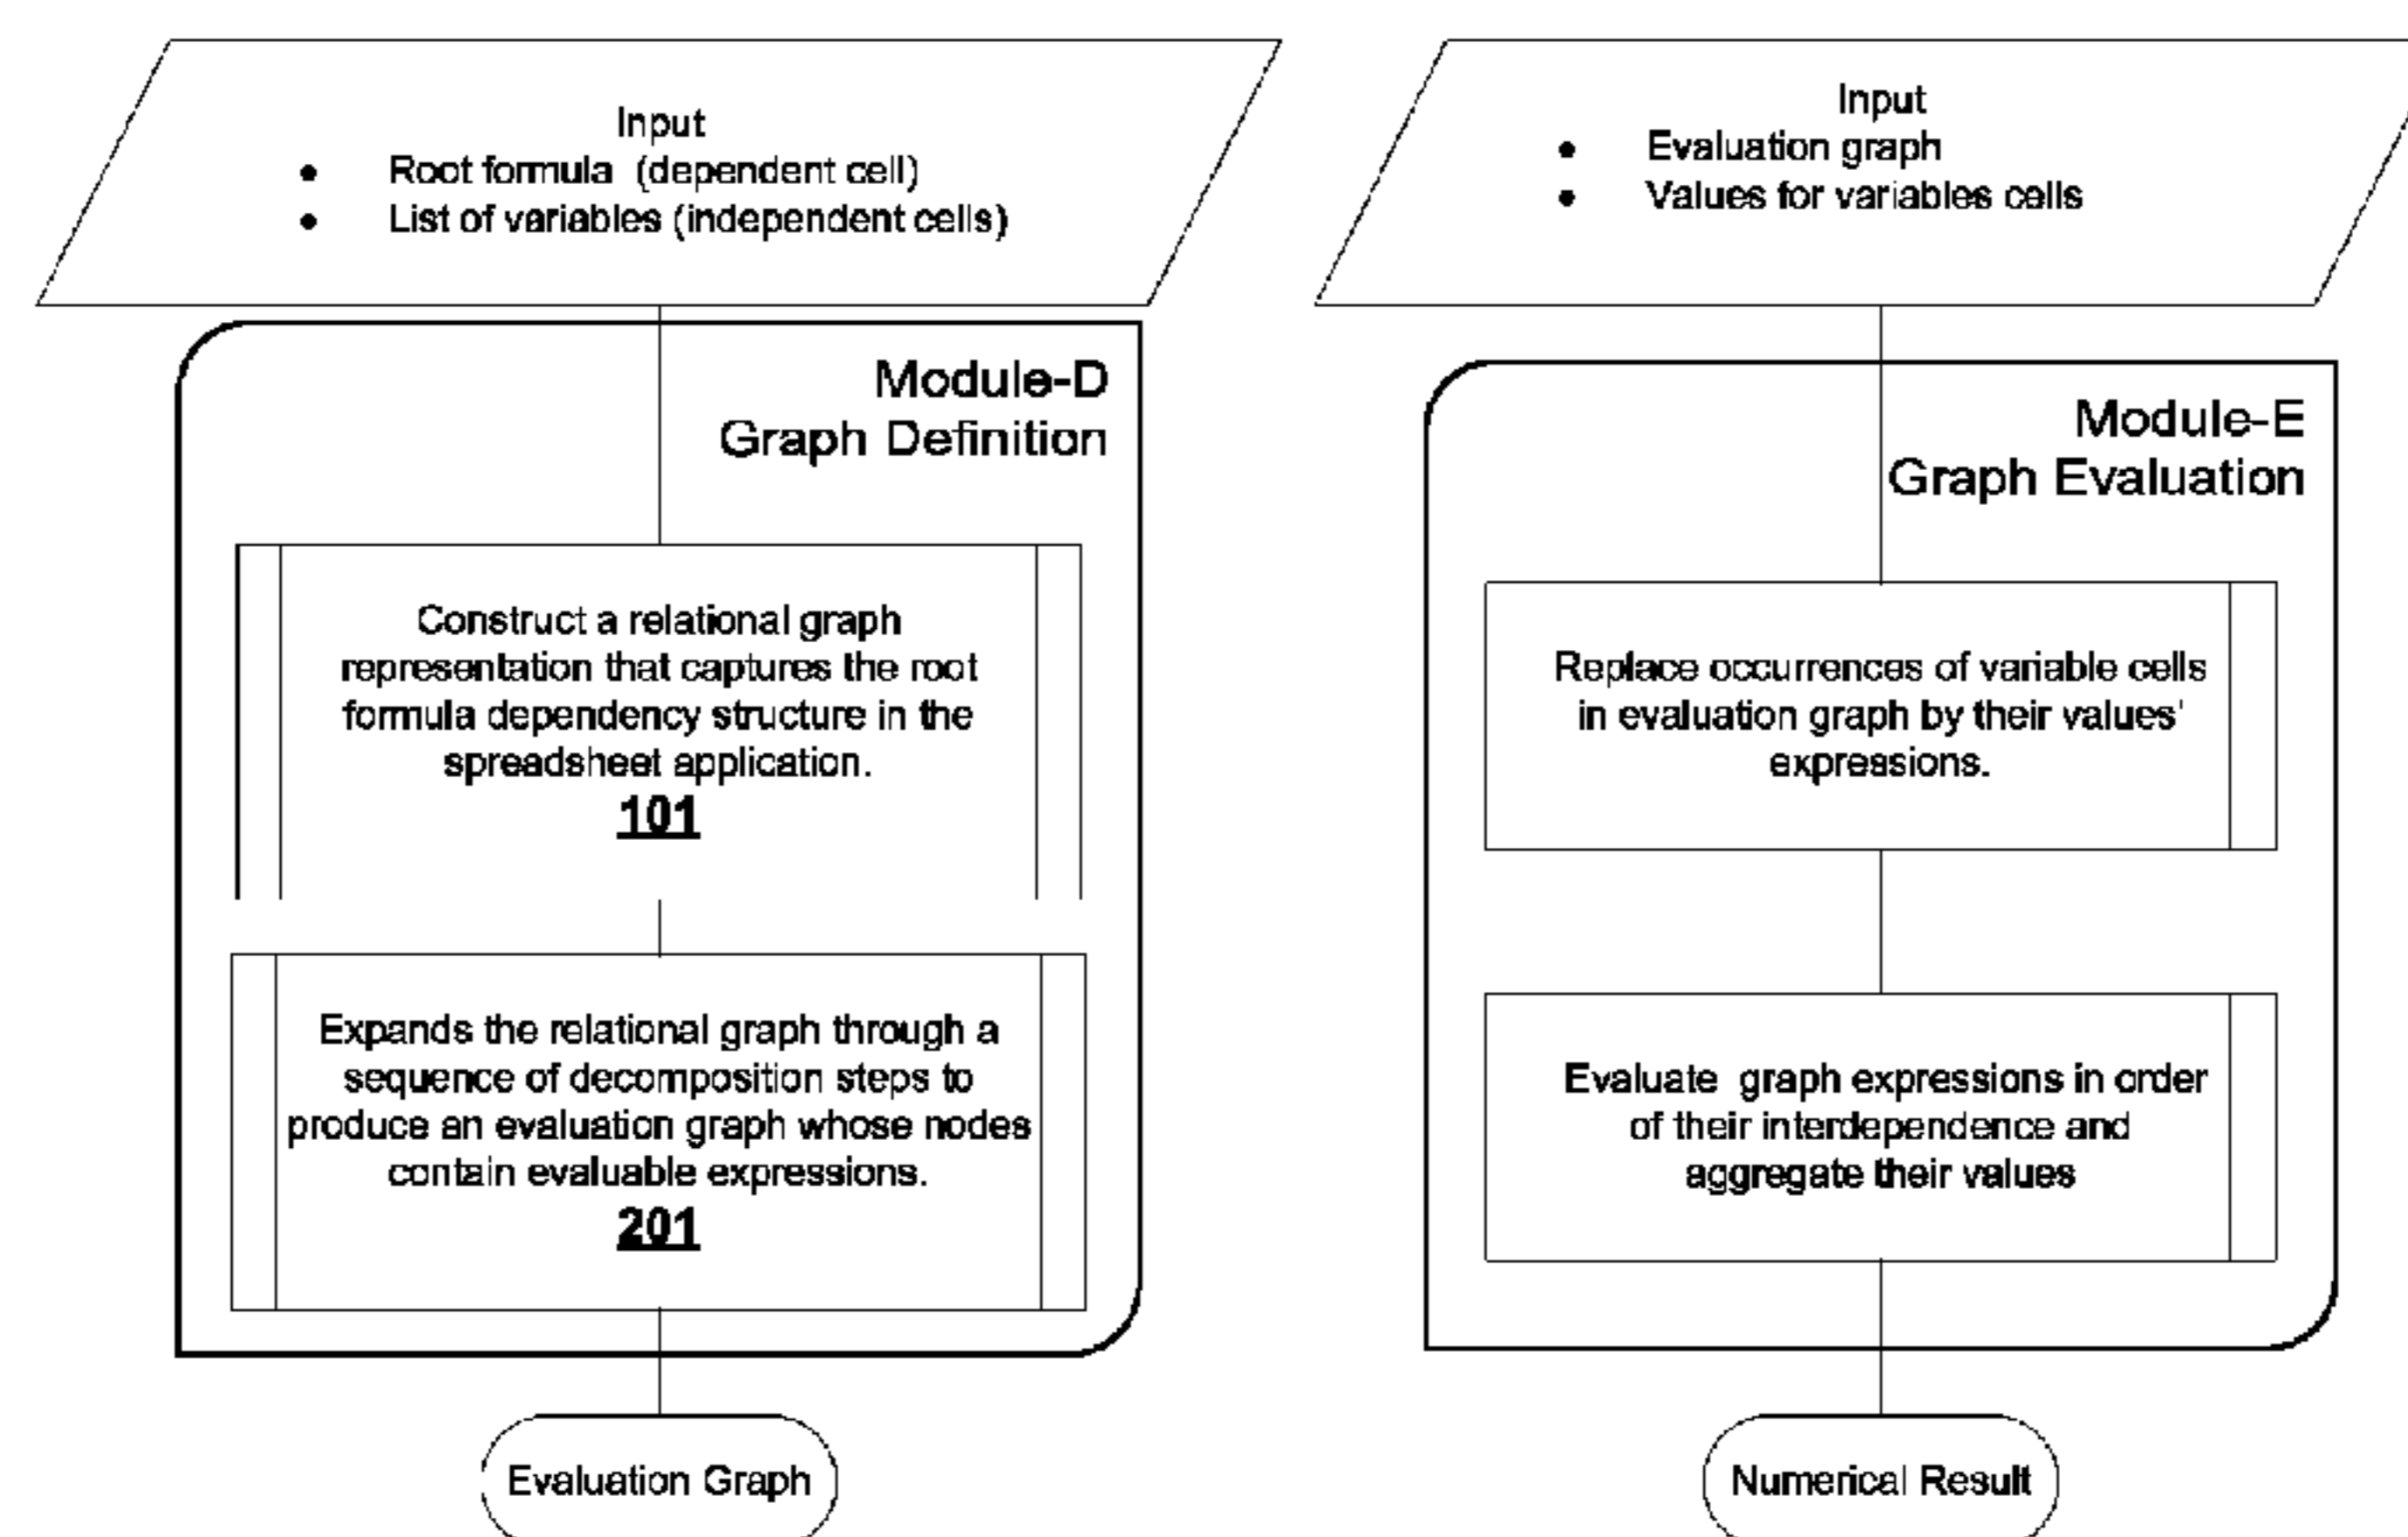 Input
• Root formula (dependent cell)
• List of variables (independent cells)
Module-D
Graph Definition
Construct a relational graph
representation that captures the root
formula dependency structure in the
spreadsheet application.
101
Expands the relational graph through a
sequence of decomposition steps to
produce an evaluation graph whose nodes
contain evaluable expressions.
201
Evaluation Graph
Input
• Evaluation graph
• Values for variables cells
Module-E
Graph Evaluation
Replace occurrences of variable cells
in evaluation graph by their values'
expressions.
Evaluate graph expressions in order
of their interdependence and
aggregate their values
Numerical Result